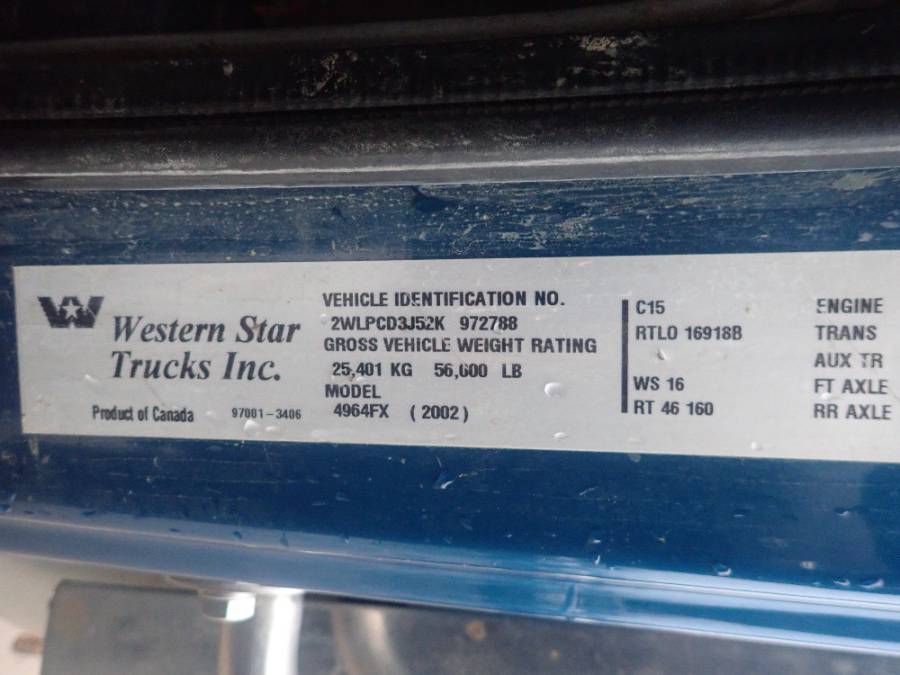 W
Western Star
Trucks Inc.
Product of Canada 97001-3406
VEHICLE IDENTIFICATION NO.
2WLPCD3J52K 972788
GROSS VEHICLE WEIGHT RATING
25,401 KG 56,000 LB
MODEL
4964FX (2002)
C15 ENGINE
RTLO 16918B TRANS
AUX TR
WS 16 FT AXLE
RT 46 160 RR AXLE